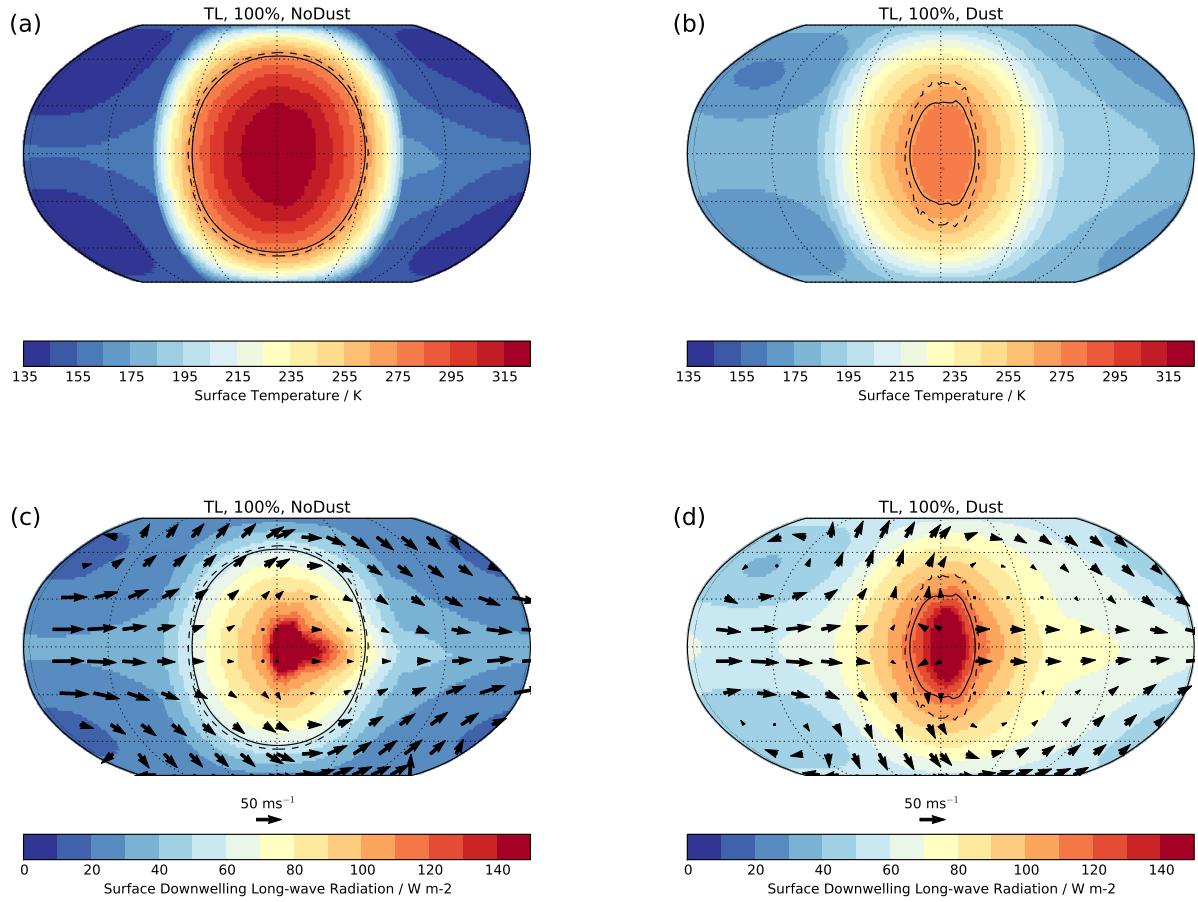 (a) TL, 100%, NoDust
(b) TL, 100%, Dust
135 155 175 195 215 235 255 275 295 315
Surface Temperature / K
135 155 175 195 215 235 255 275 295 315
Surface Temperature / K
(c) TL, 100%, NoDust
(d) TL, 100%, Dust
50 ms⁻¹
50 ms⁻¹
0 20 40 60 80 100 120 140
Surface Downwelling Long-wave Radiation / W m-2
0 20 40 60 80 100 120 140
Surface Downwelling Long-wave Radiation / W m-2